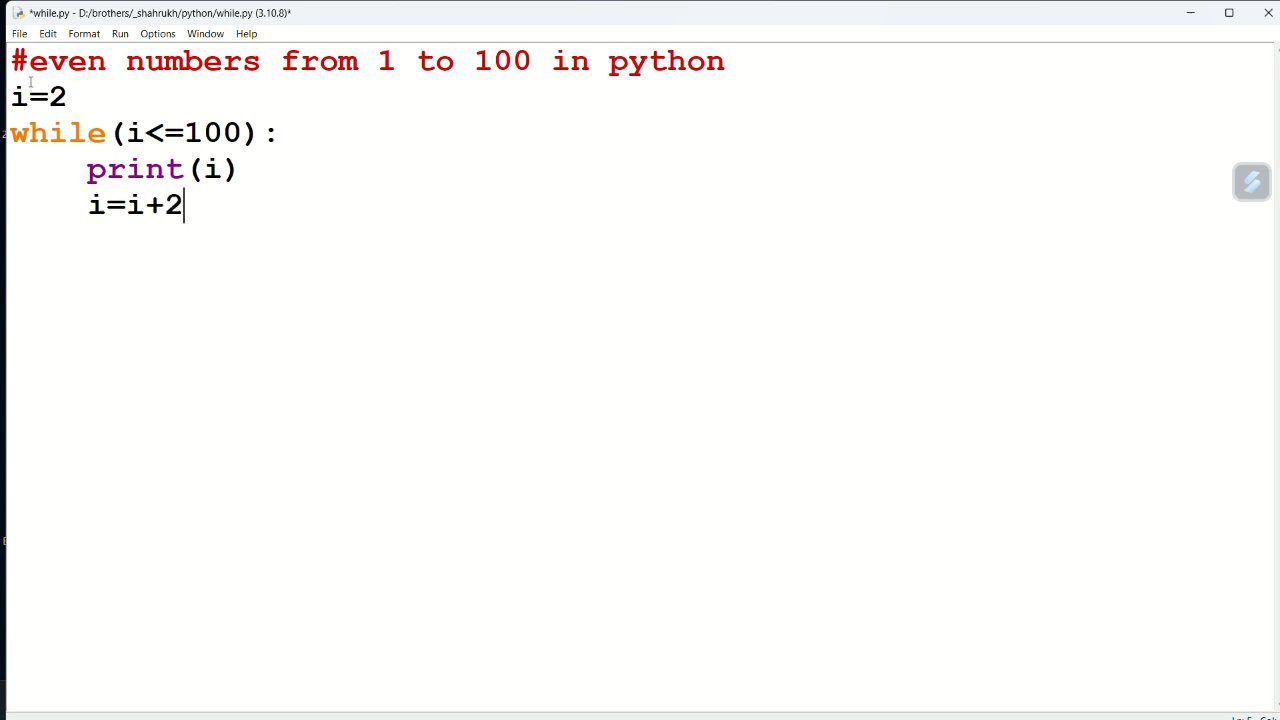 *while.py - D:/brothers/_shahrukh/python/while.py (3.10.8)*
File Edit Format Run Options Window Help
#even numbers from 1 to 100 in python
i=2
while(i<=100):
    print(i)
    i=i+2